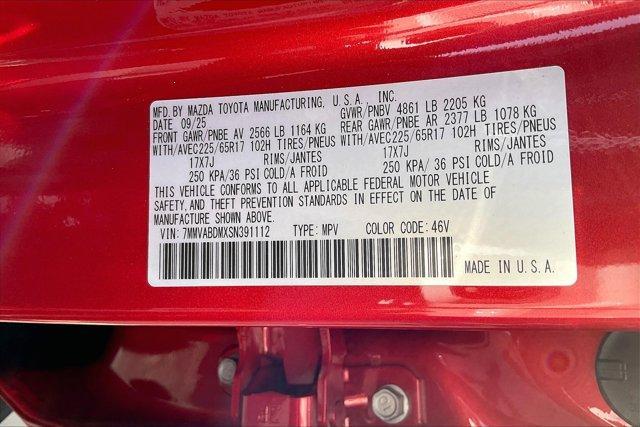 MFD.BY MAZDA TOYOTA MANUFACTURING, U.S.A. INC.
DATE 09/25 GVWR/PNBV 4861 LB 2205 KG
FRONT GAWR/PNBE AV 2566 LB 1164 KG REAR GAWR/PNBE AR 2377 LB 1078 KG
WITH/AVEC225/65R17 102H TIRES/PNEUS WITH/AVEC225/65R17 102H TIRES/PNEUS
17X7J RIMS/JANTES 17X7J RIMS/JANTES
250 KPA/36 PSI COLD/A FROID 250 KPA/ 36 PSI COLD/A FROID
THIS VEHICLE CONFORMS TO ALL APPLICABLE FEDERAL MOTOR VEHICLE
SAFETY,AND THEFT PREVENTION STANDARDS IN EFFECT ON THE DATE OF
MANUFACTURE SHOWN ABOVE.
VIN:7MMVABDMXSN391112 TYPE:MPV COLOR CODE:46V
MADE IN U.S.A.